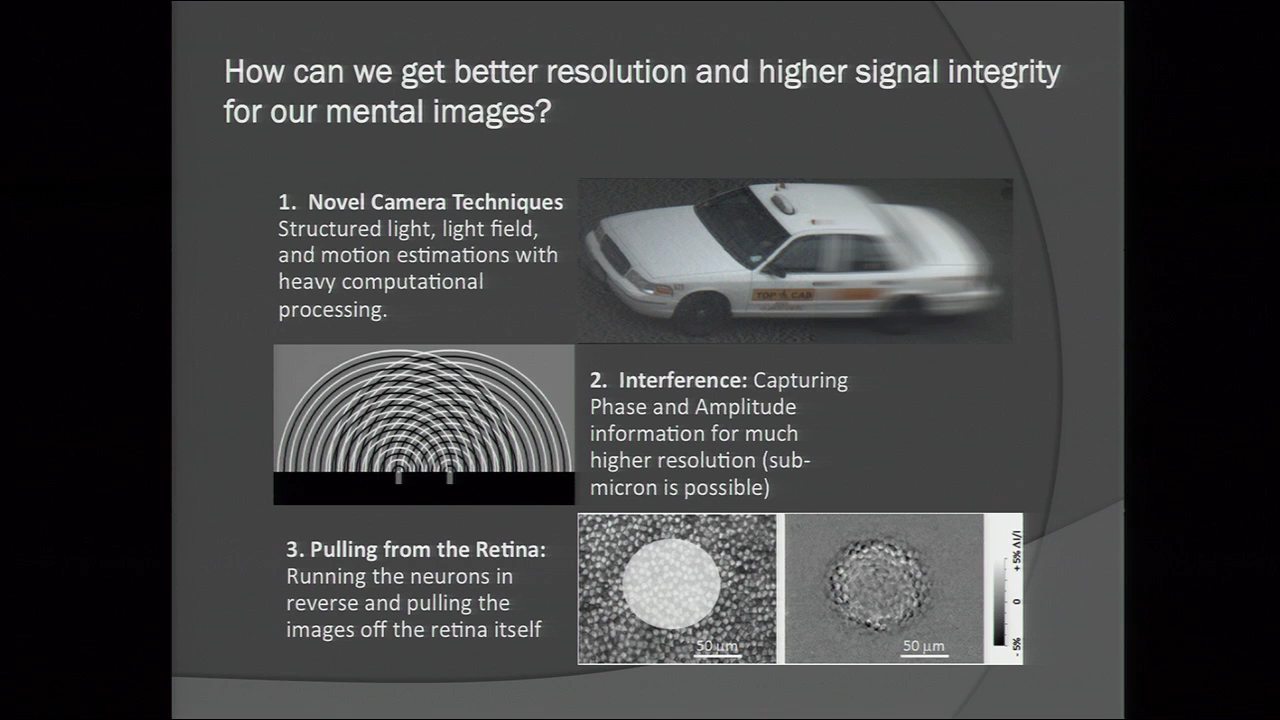 How can we get better resolution and higher signal integrity
for our mental images?
1. Novel Camera Techniques
Structured light, light field,
and motion estimations with
heavy computational
processing.
TOP A CAB
2. Interference: Capturing
Phase and Amplitude
information for much
higher resolution (sub-
micron is possible)
3. Pulling from the Retina:
Running the neurons in
reverse and pulling the
images off the retina itself
50 µm
50 µm
+ 5% ΔI/I
0
- 5%